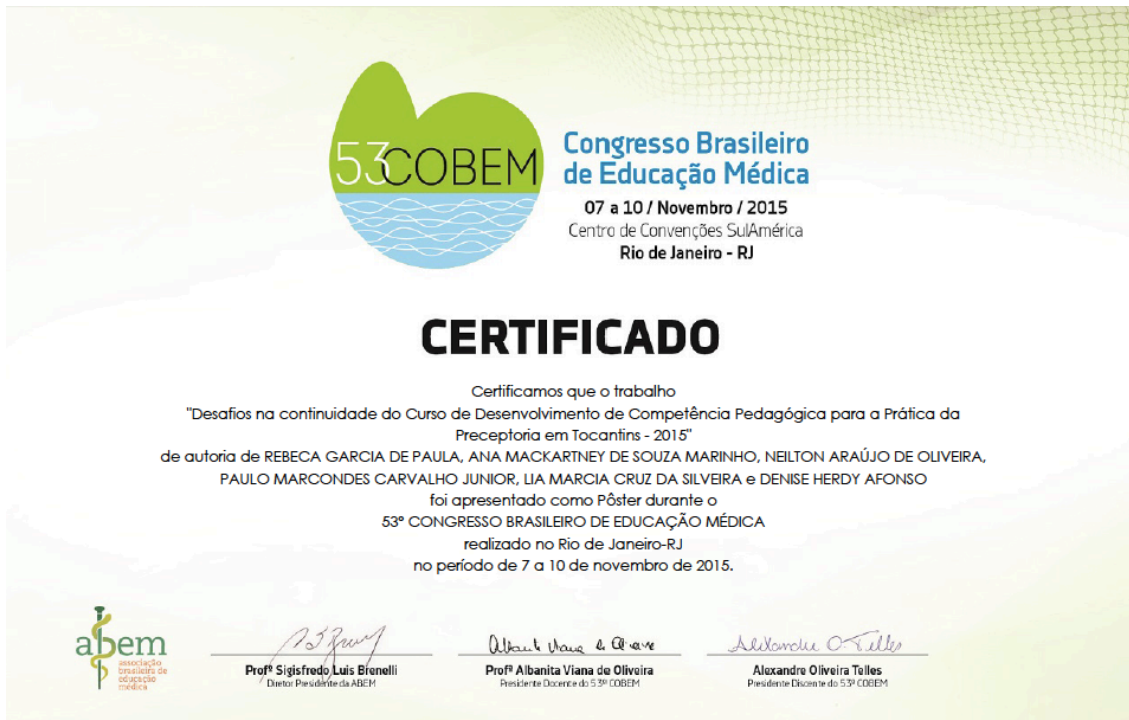 53COBEM
Congresso Brasileiro
de Educação Médica
07 a 10 / Novembro / 2015
Centro de Convenções SulAmérica
Rio de Janeiro - RJ
CERTIFICADO
Certificamos que o trabalho
"Desafios na continuidade do Curso de Desenvolvimento de Competência Pedagógica para a Prática da
Preceptoria em Tocantins - 2015"
de autoria de REBECA GARCIA DE PAULA, ANA MACKARTNEY DE SOUZA MARINHO, NEILTON ARAÚJO DE OLIVEIRA,
PAULO MARCONDES CARVALHO JUNIOR, LIA MARCIA CRUZ DA SILVEIRA e DENISE HERDY AFONSO
foi apresentado como Pôster durante o
53º CONGRESSO BRASILEIRO DE EDUCAÇÃO MÉDICA
realizado no Rio de Janeiro-RJ
no período de 7 a 10 de novembro de 2015.
abem
associação
brasileira de
educação
médica
Albanita Viana de Oliveira
Alexandre O. Telles
Profº Sigisfredo Luis Brenelli
Diretor Presidente da ABEM
Profª Albanita Viana de Oliveira
Presidente Docente do 53º COBEM
Alexandre Oliveira Telles
Presidente Discente do 53º COBEM